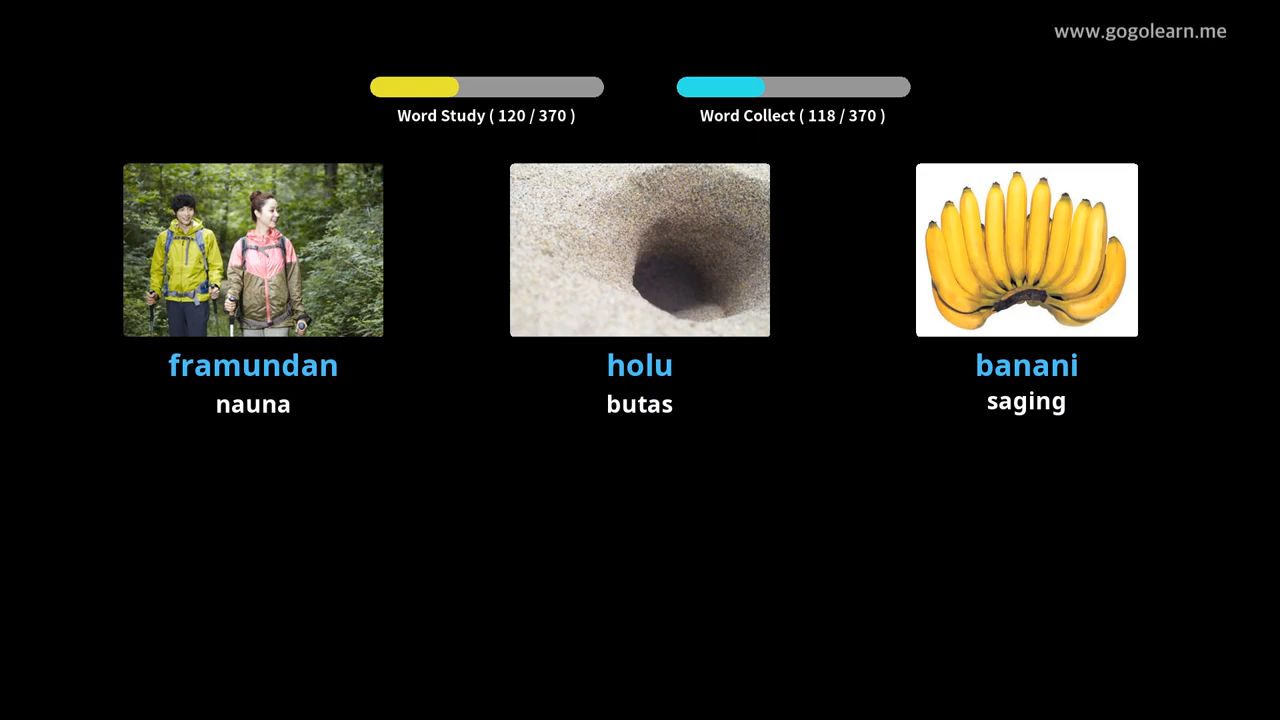 www.gogolearn.me
Word Study ( 120 / 370 )
Word Collect ( 118 / 370 )
framundan
nauna
holu
butas
banani
saging